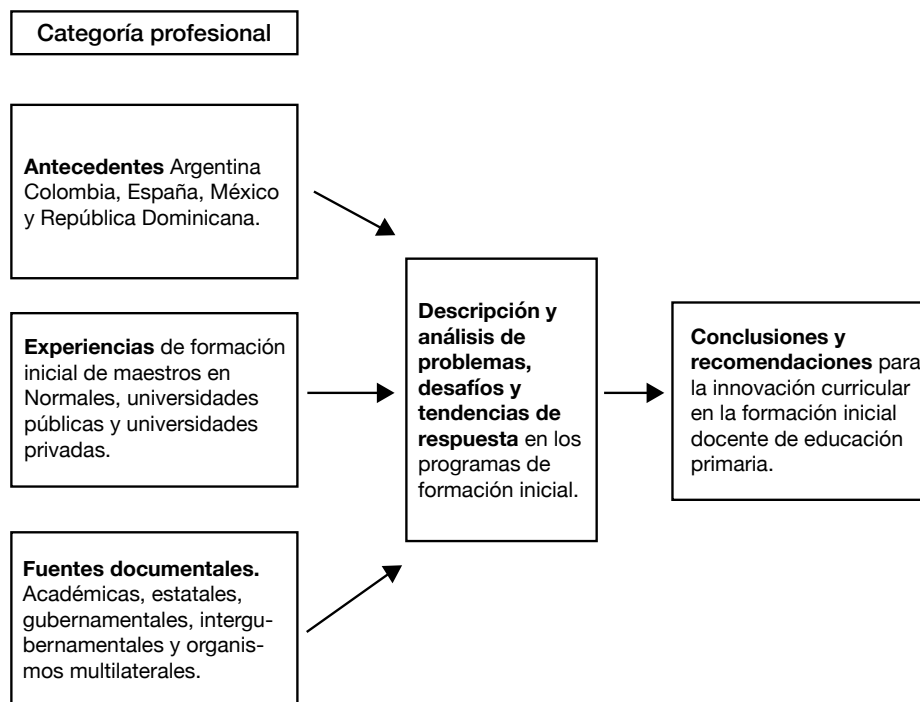 Categoría profesional
Antecedentes Argentina
Colombia, España, México
y República Dominicana.
Experiencias de formación
inicial de maestros en
Normales, universidades
públicas y universidades
privadas.
Fuentes documentales.
Académicas, estatales,
gubernamentales, intergu-
bernamentales y organis-
mos multilaterales.
Descripción y
análisis de
problemas,
desafíos y
tendencias de
respuesta en los
programas de
formación inicial.
Conclusiones y
recomendaciones para
la innovación curricular
en la formación inicial
docente de educación
primaria.